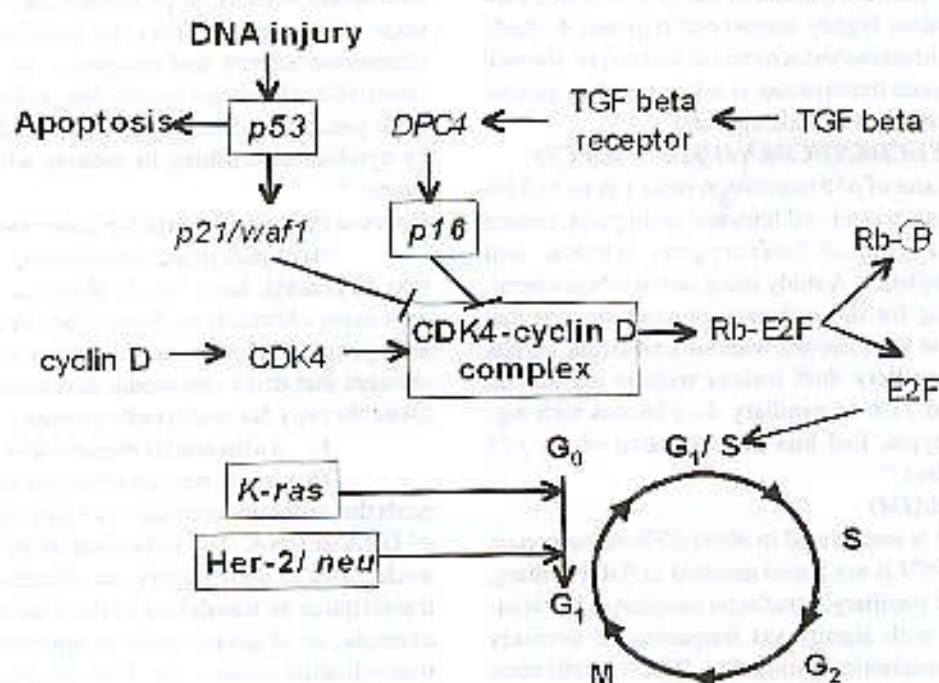 DNA injury
Apoptosis
p53
DPC4
TGF beta
receptor
TGF beta
p21/waf1
p16
Rb-P
cyclin D
CDK4
CDK4-cyclin D
complex
Rb-E2F
E2F
G0
G1/ S
K-ras
Her-2/ neu
S
G1
G2
M